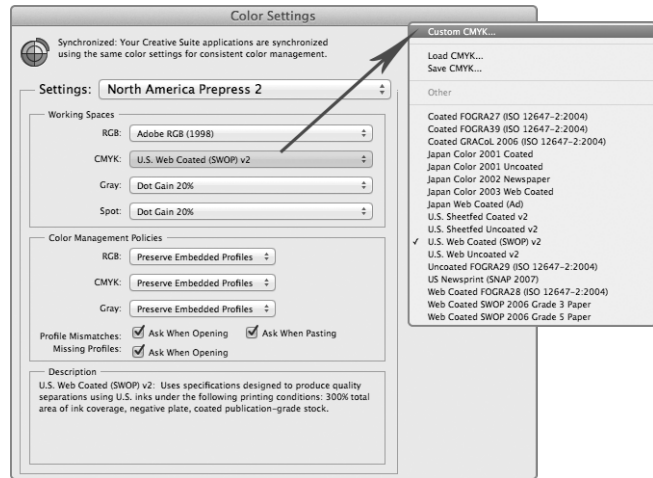 Color Settings
Synchronized: Your Creative Suite applications are synchronized
using the same color settings for consistent color management.
Settings: North America Prepress 2
Working Spaces
RGB: Adobe RGB (1998)
CMYK: U.S. Web Coated (SWOP) v2
Gray: Dot Gain 20%
Spot: Dot Gain 20%
Color Management Policies
RGB: Preserve Embedded Profiles
CMYK: Preserve Embedded Profiles
Gray: Preserve Embedded Profiles
Profile Mismatches: Ask When Opening Ask When Pasting
Missing Profiles: Ask When Opening
Description
U.S. Web Coated (SWOP) v2: Uses specifications designed to produce quality
separations using U.S. inks under the following printing conditions: 300% total
area of ink coverage, negative plate, coated publication-grade stock.
Custom CMYK...
Load CMYK...
Save CMYK...
Other
Coated FOGRA27 (ISO 12647-2:2004)
Coated FOGRA39 (ISO 12647-2:2004)
Coated GRACoL 2006 (ISO 12647-2:2004)
Japan Color 2001 Coated
Japan Color 2001 Uncoated
Japan Color 2002 Newspaper
Japan Color 2003 Web Coated
Japan Web Coated (Ad)
U.S. Sheetfed Coated v2
U.S. Sheetfed Uncoated v2
✓ U.S. Web Coated (SWOP) v2
U.S. Web Uncoated v2
Uncoated FOGRA29 (ISO 12647-2:2004)
US Newsprint (SNAP 2007)
Web Coated FOGRA28 (ISO 12647-2:2004)
Web Coated SWOP 2006 Grade 3 Paper
Web Coated SWOP 2006 Grade 5 Paper